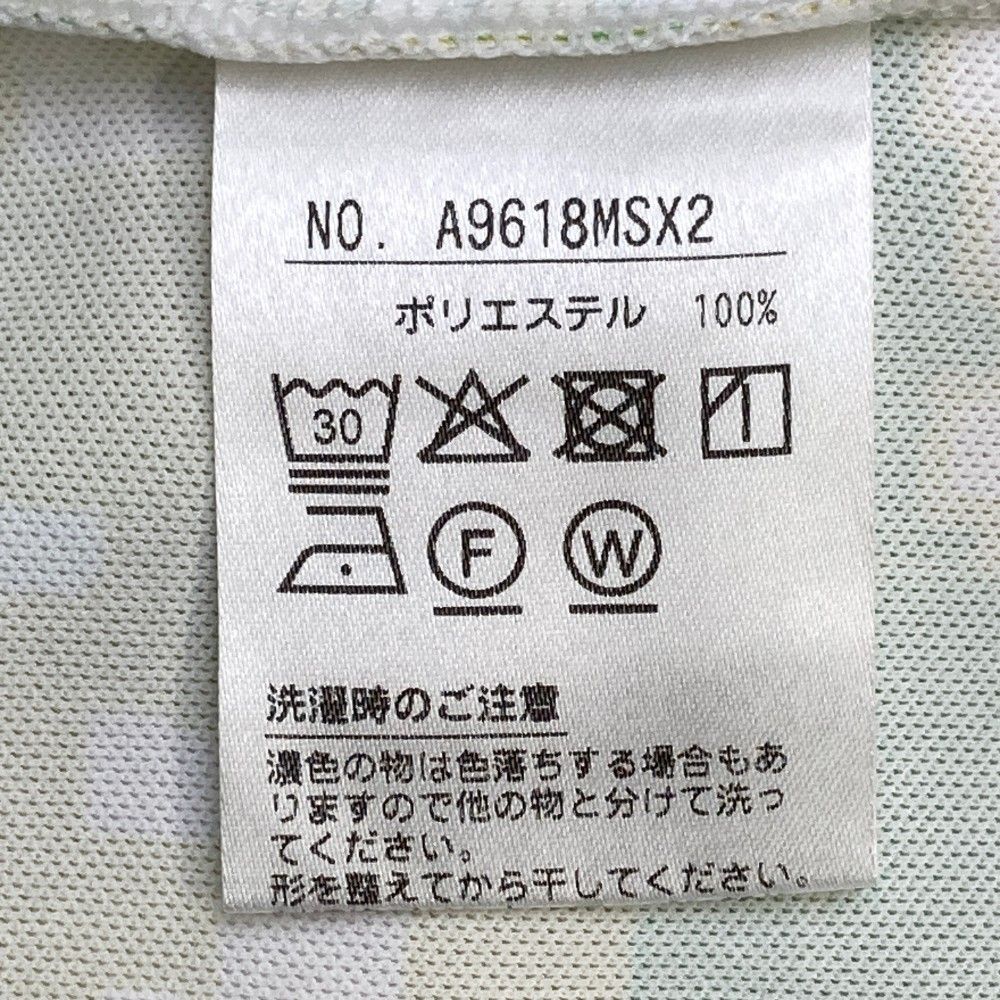 NO. A9618MSX2
ポリエステル 100%
30
F W
洗濯時のご注意
濃色の物は色落ちする場合もあ
りますので他の物と分けて洗っ
てください。
形を整えてから干してください。